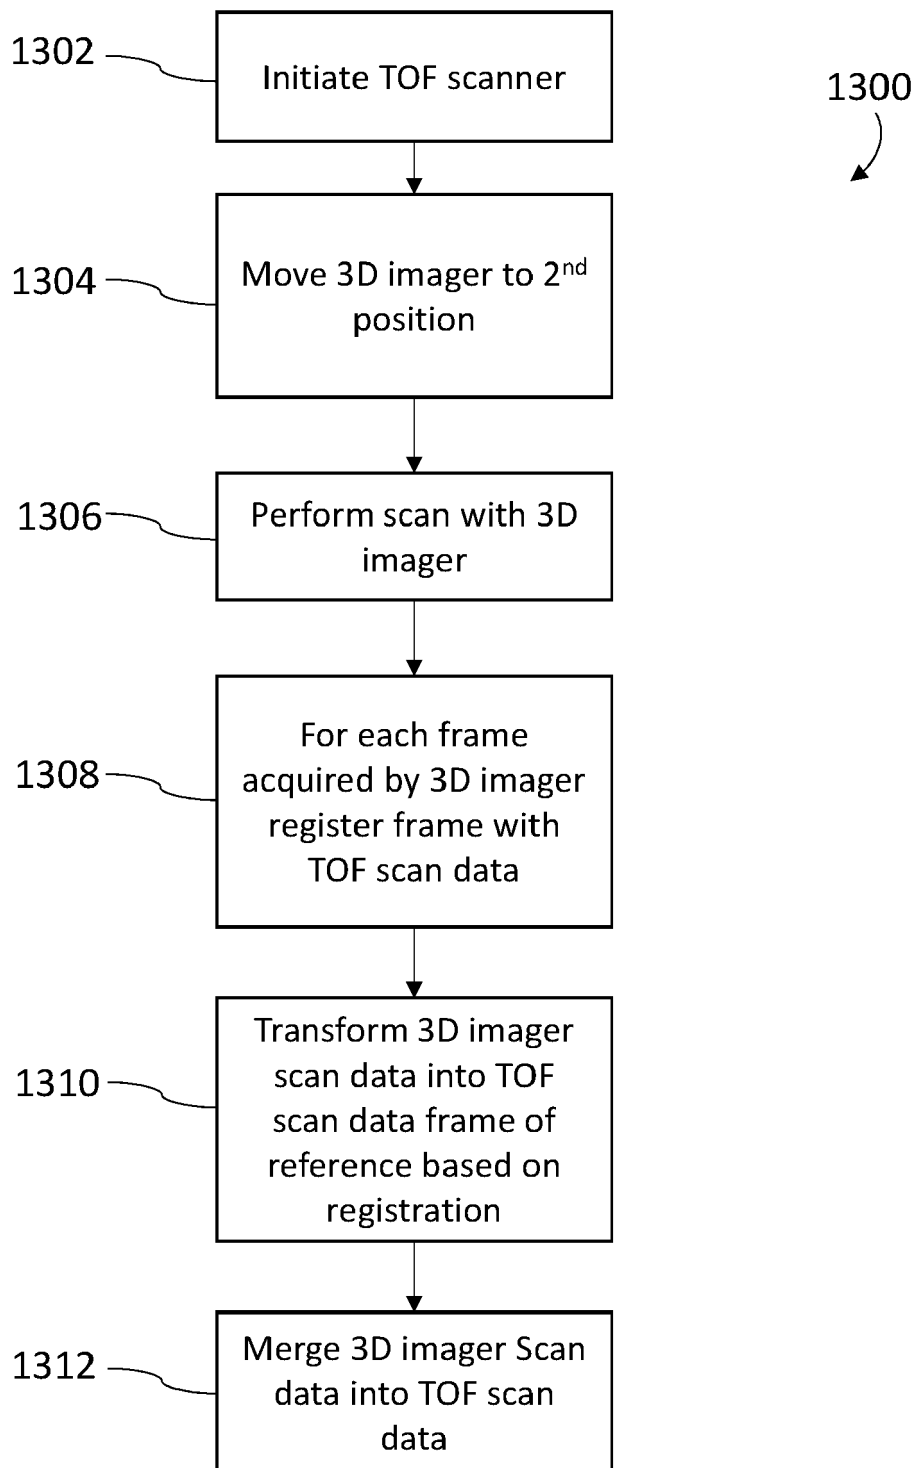 1302
Initiate TOF scanner
1300
1304
Move 3D imager to 2nd
position
1306
Perform scan with 3D
imager
1308
For each frame
acquired by 3D imager
register frame with
TOF scan data
1310
Transform 3D imager
scan data into TOF
scan data frame of
reference based on
registration
1312
Merge 3D imager Scan
data into TOF scan
data